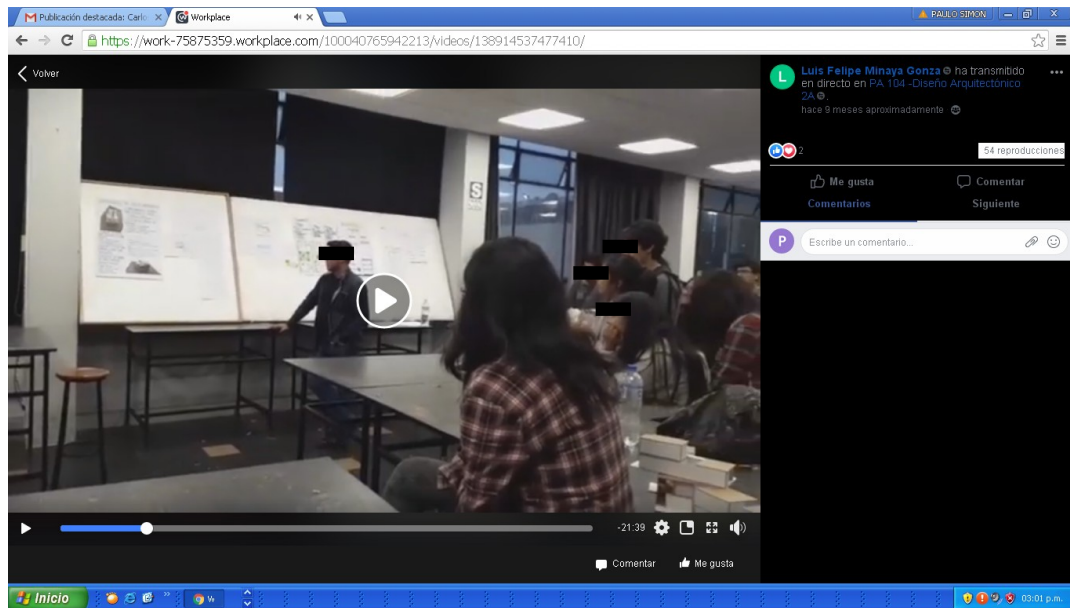 Publicación destacada: Carlo
Workplace
PAULO SIMON
https://work-75875359.workplace.com/100040765942213/videos/138914537477410/
Volver
L
Luis Felipe Minaya Gonza ha transmitido
en directo en PA 104 -Diseño Arquitectónico
2A.
hace 9 meses aproximadamente
2
54 reproducciones
Me gusta
Comentar
Comentarios
Siguiente
P
Escribe un comentario...
S
-21:39
Comentar
Me gusta
Inicio
03:01 p.m.